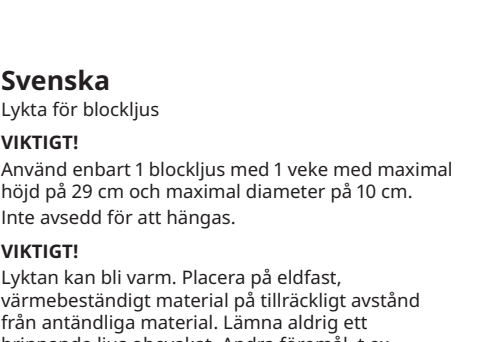 Svenska
Lykta för blockljus
VIKTIGT!
Använd enbart 1 blockljus med 1 veke med maximal
höjd på 29 cm och maximal diameter på 10 cm.
Inte avsedd för att hängas.
VIKTIGT!
Lyktan kan bli varm. Placera på eldfast,
värmebeständigt material på tillräckligt avstånd
från antändliga material. Lämna aldrig ett